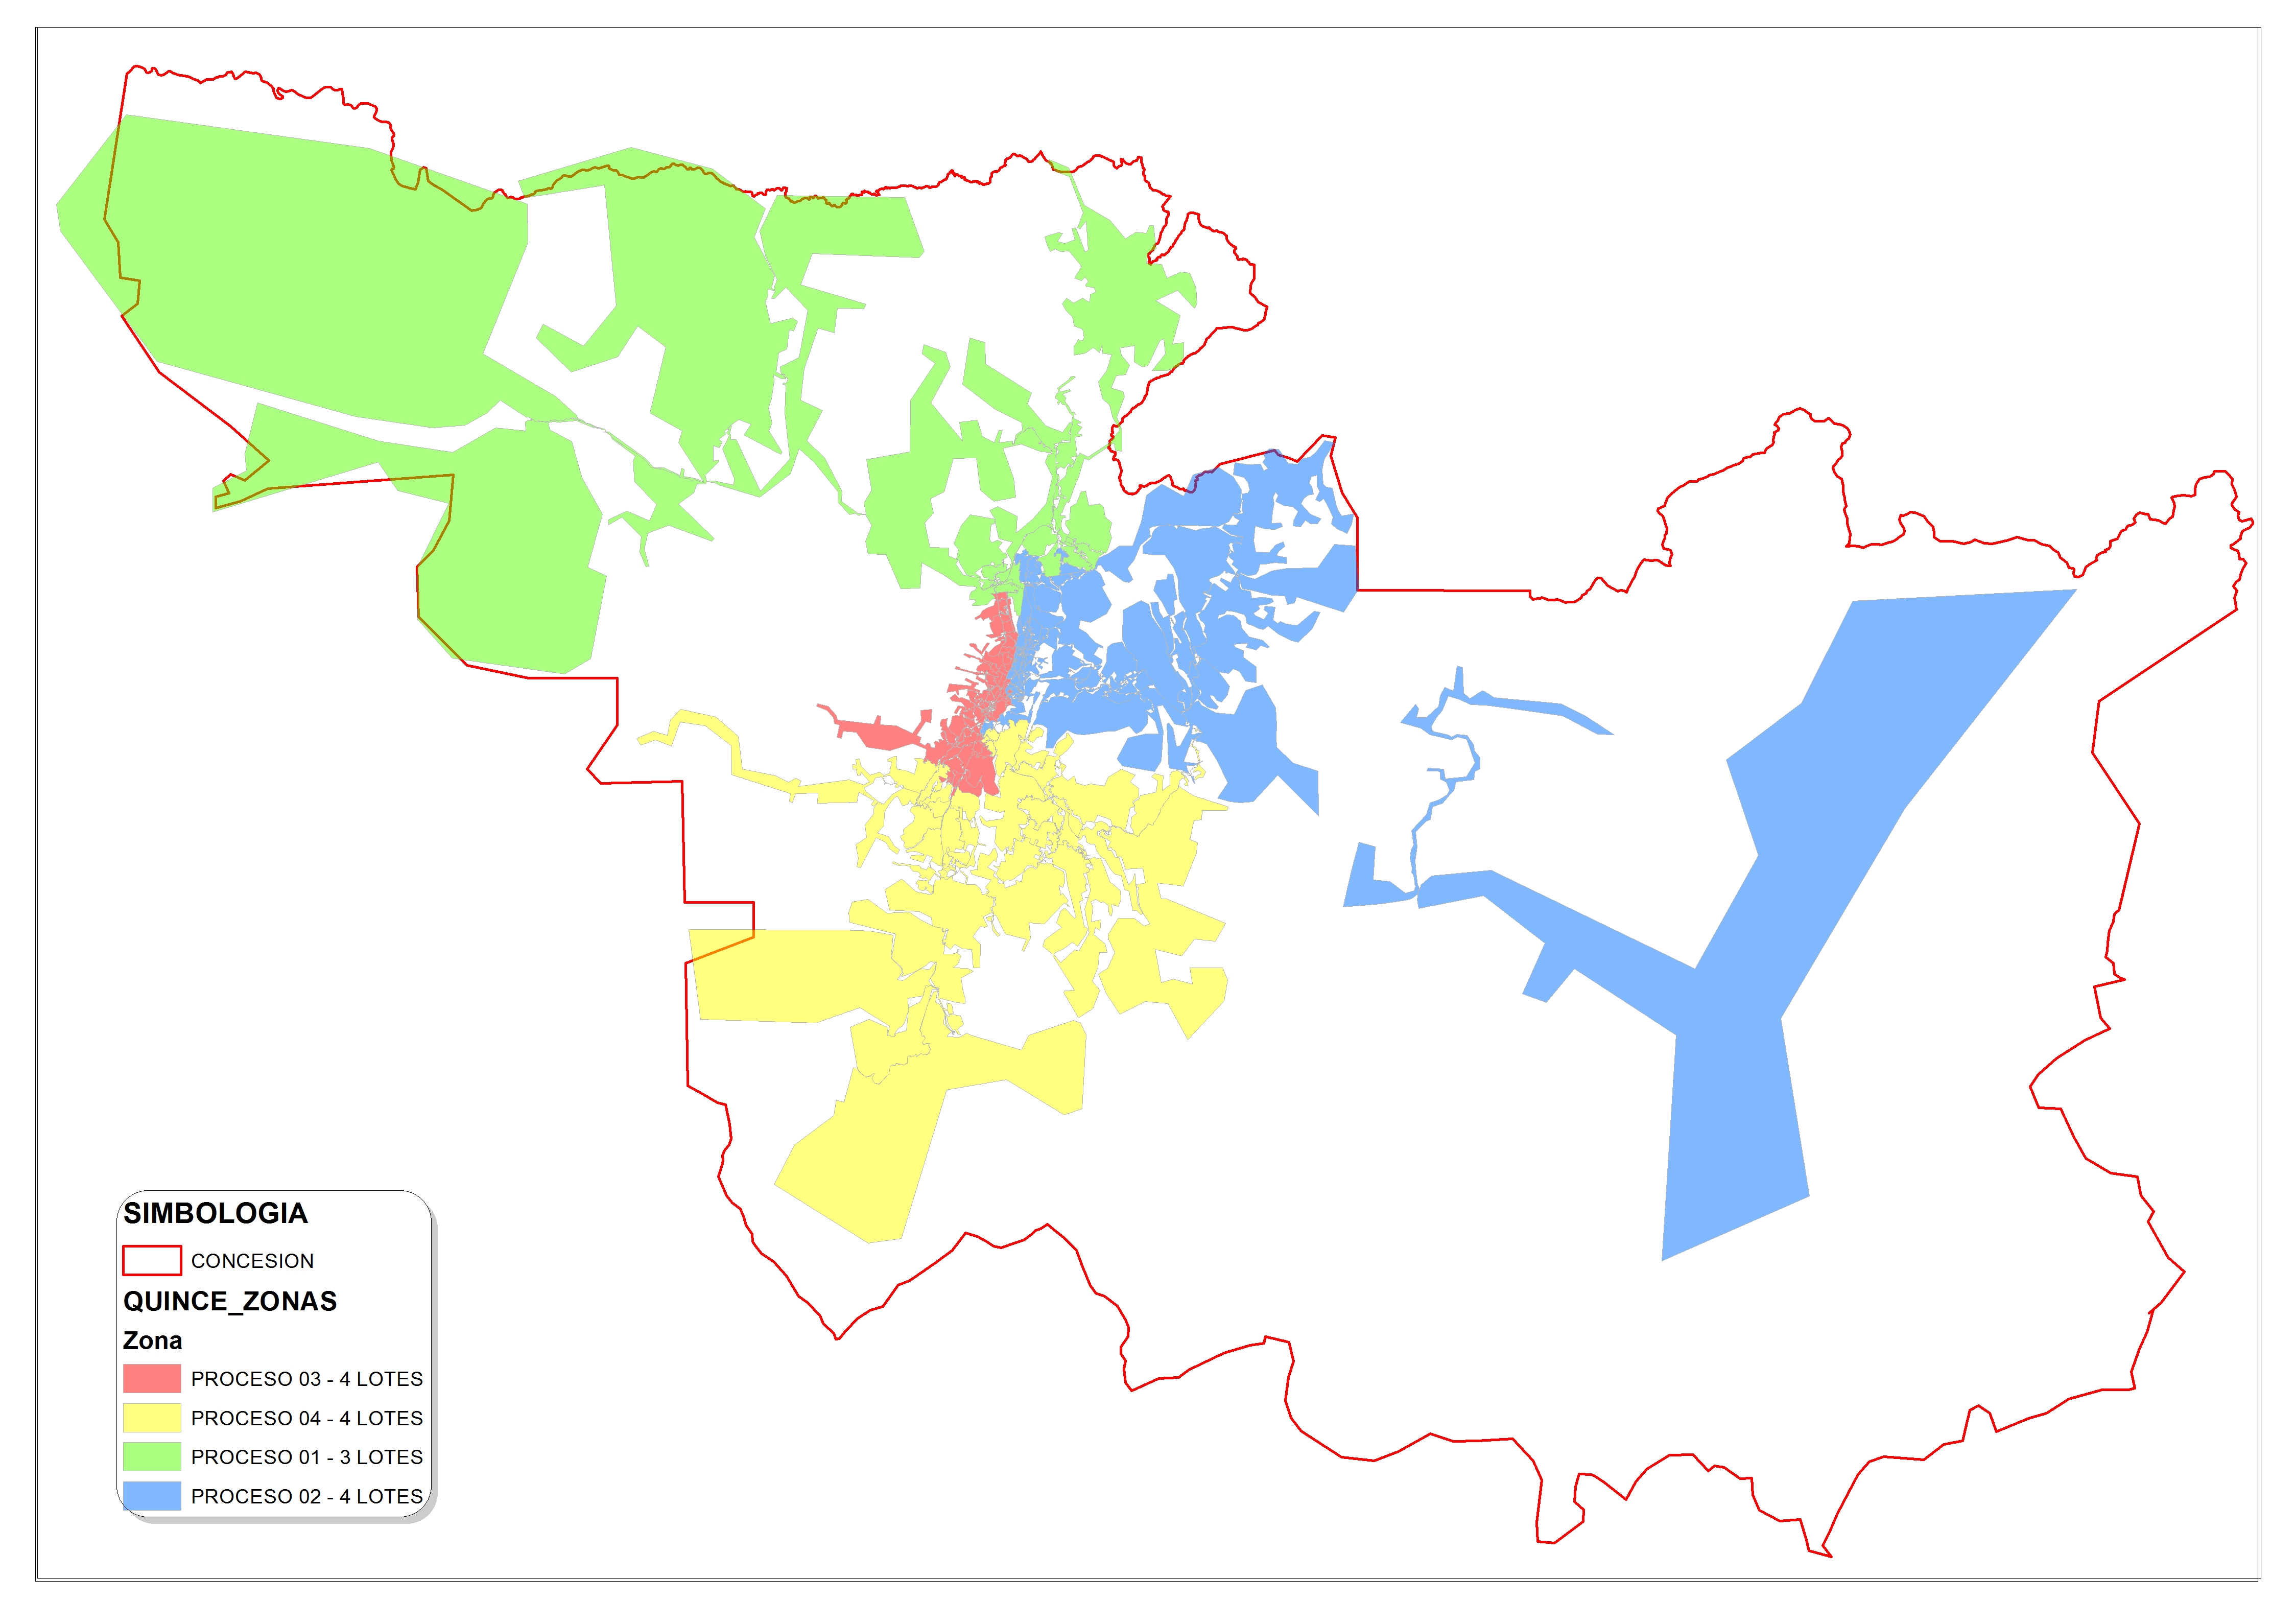 SIMBOLOGIA
CONCESION
QUINCE_ZONAS
Zona
PROCESO 03 - 4 LOTES
PROCESO 04 - 4 LOTES
PROCESO 01 - 3 LOTES
PROCESO 02 - 4 LOTES